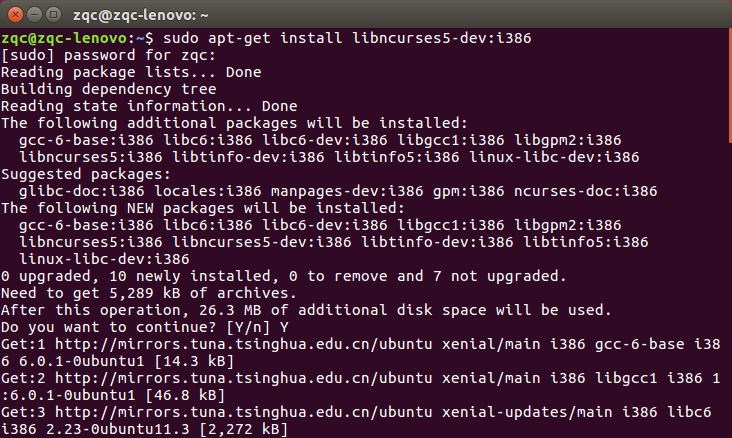 zqc@zqc-lenovo: ~
zqc@zqc-lenovo:~$ sudo apt-get install libncurses5-dev:i386
[sudo] password for zqc:
Reading package lists... Done
Building dependency tree
Reading state information... Done
The following additional packages will be installed:
  gcc-6-base:i386 libc6:i386 libc6-dev:i386 libgcc1:i386 libgpm2:i386
  libncurses5:i386 libtinfo-dev:i386 libtinfo5:i386 linux-libc-dev:i386
Suggested packages:
  glibc-doc:i386 locales:i386 manpages-dev:i386 gpm:i386 ncurses-doc:i386
The following NEW packages will be installed:
  gcc-6-base:i386 libc6:i386 libc6-dev:i386 libgcc1:i386 libgpm2:i386
  libncurses5:i386 libncurses5-dev:i386 libtinfo-dev:i386 libtinfo5:i386
  linux-libc-dev:i386
0 upgraded, 10 newly installed, 0 to remove and 7 not upgraded.
Need to get 5,289 kB of archives.
After this operation, 26.3 MB of additional disk space will be used.
Do you want to continue? [Y/n] Y
Get:1 http://mirrors.tuna.tsinghua.edu.cn/ubuntu xenial/main i386 gcc-6-base i38
6 6.0.1-0ubuntu1 [14.3 kB]
Get:2 http://mirrors.tuna.tsinghua.edu.cn/ubuntu xenial/main i386 libgcc1 i386 1
:6.0.1-0ubuntu1 [46.8 kB]
Get:3 http://mirrors.tuna.tsinghua.edu.cn/ubuntu xenial-updates/main i386 libc6
i386 2.23-0ubuntu11.3 [2,272 kB]